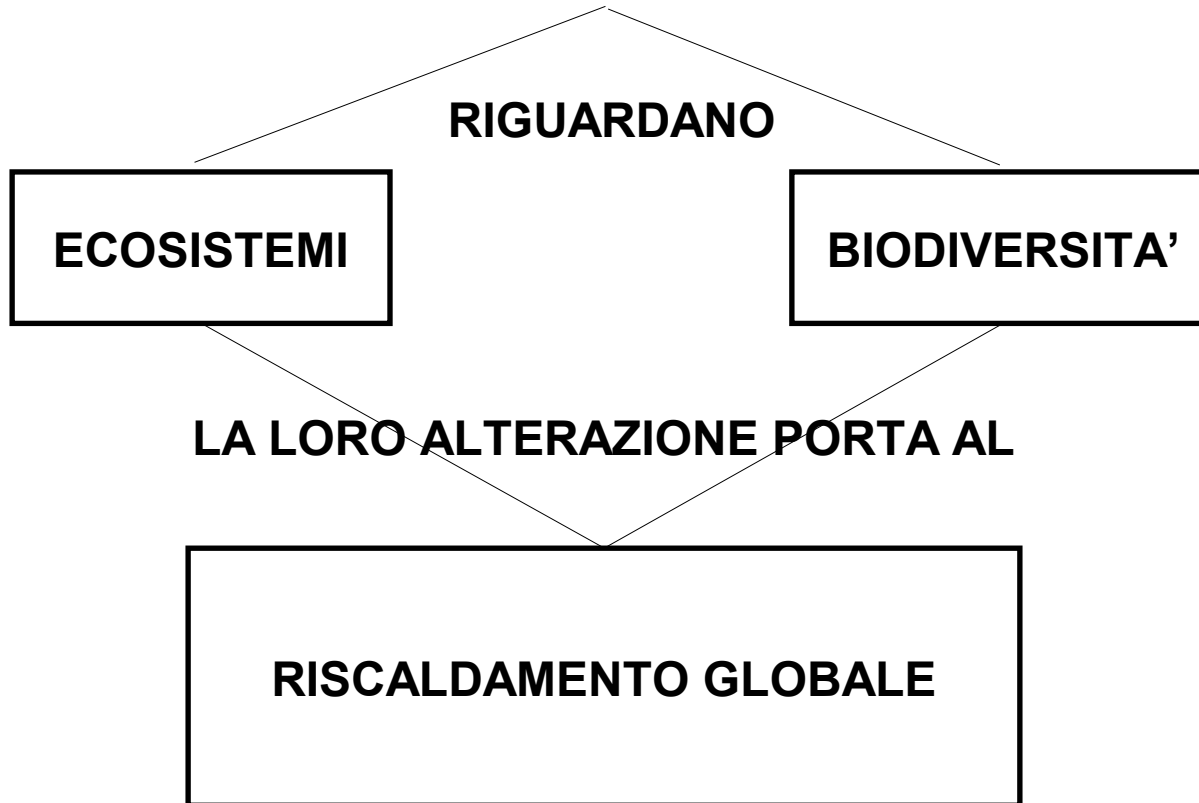 RIGUARDANO
ECOSISTEMI
BIODIVERSITA’
LA LORO ALTERAZIONE PORTA AL
RISCALDAMENTO GLOBALE